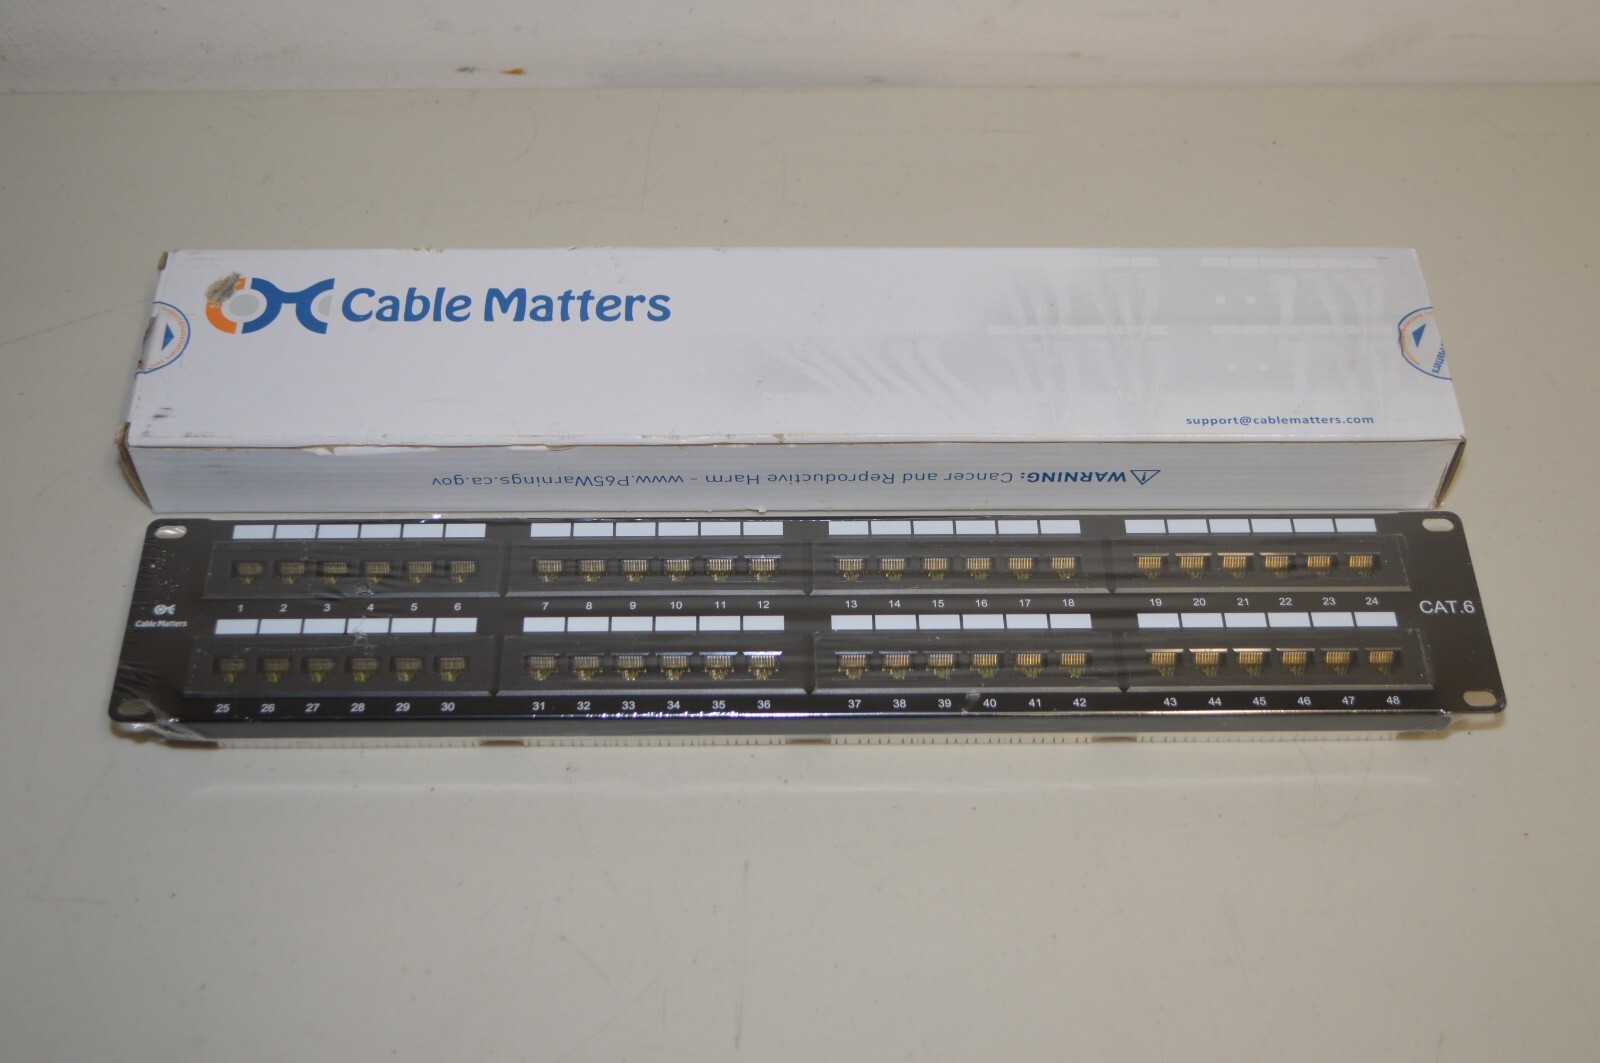 Cable Matters
support@cablematters.com
⚠WARNING: Cancer and Reproductive Harm - www.P65Warnings.ca.gov
1 2 3 4 5 6 7 8 9 10 11 12 13 14 15 16 17 18 19 20 21 22 23 24
Cable Matters
CAT.6
25 26 27 28 29 30 31 32 33 34 35 36 37 38 39 40 41 42 43 44 45 46 47 48